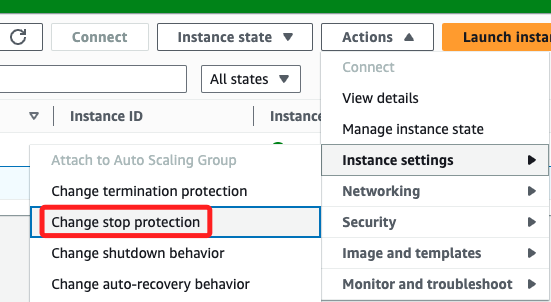 Connect
Instance state
Actions
Launch instan
All states
Instance ID
Instance
Connect
View details
Manage instance state
Instance settings
Networking
Security
Image and templates
Monitor and troubleshoot
Attach to Auto Scaling Group
Change termination protection
Change stop protection
Change shutdown behavior
Change auto-recovery behavior